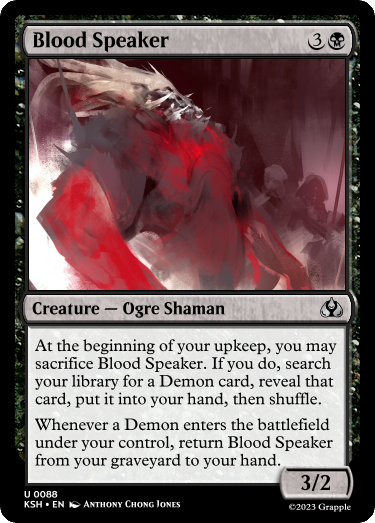 Blood Speaker 3
Creature — Ogre Shaman
At the beginning of your upkeep, you may
sacrifice Blood Speaker. If you do, search
your library for a Demon card, reveal that
card, put it into your hand, then shuffle.
Whenever a Demon enters the battlefield
under your control, return Blood Speaker
from your graveyard to your hand.
3/2
U 0088
KSH • EN Anthony Chong Jones
©2023 Grapple